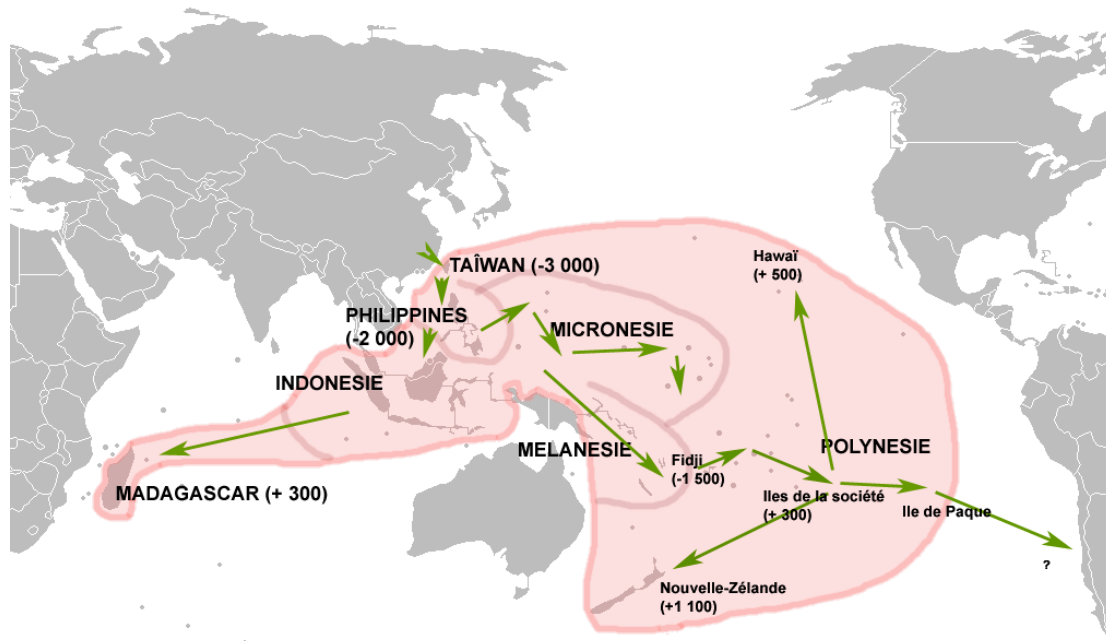 Hawaï
(+ 500)
TAÎWAN (-3 000)
PHILIPPINES
(-2 000)
MICRONESIE
INDONESIE
MELANESIE
POLYNESIE
Fidji
(-1 500)
MADAGASCAR (+ 300)
Iles de la société
(+ 300)
Ile de Paque
?
Nouvelle-Zélande
(+1 100)